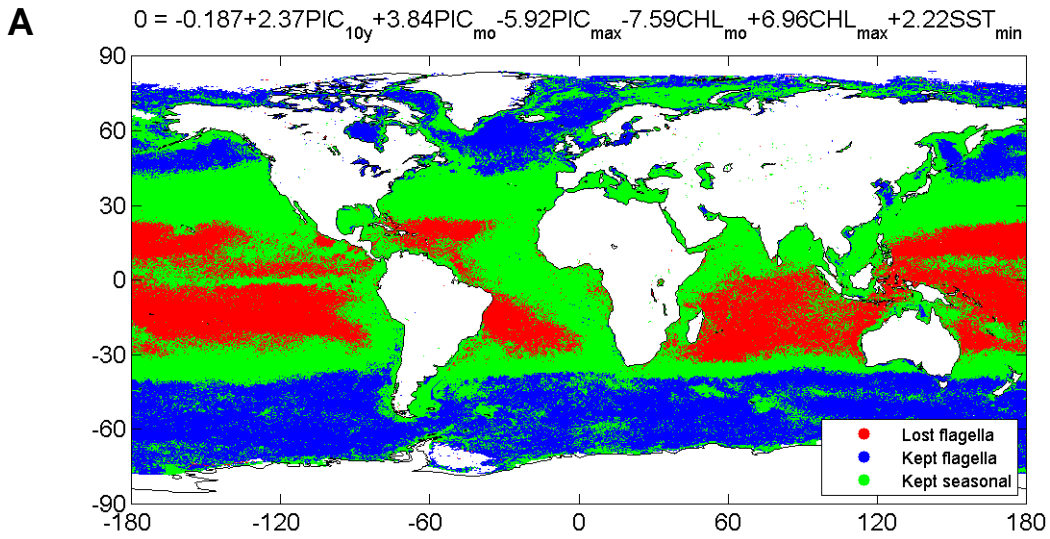 A
0 = -0.187+2.37PIC10y+3.84PICmo-5.92PICmax-7.59CHLmo+6.96CHLmax+2.22SSTmin
90
60
30
0
-30
-60
-90
Lost flagella
Kept flagella
Kept seasonal
-180 -120 -60 0 60 120 180